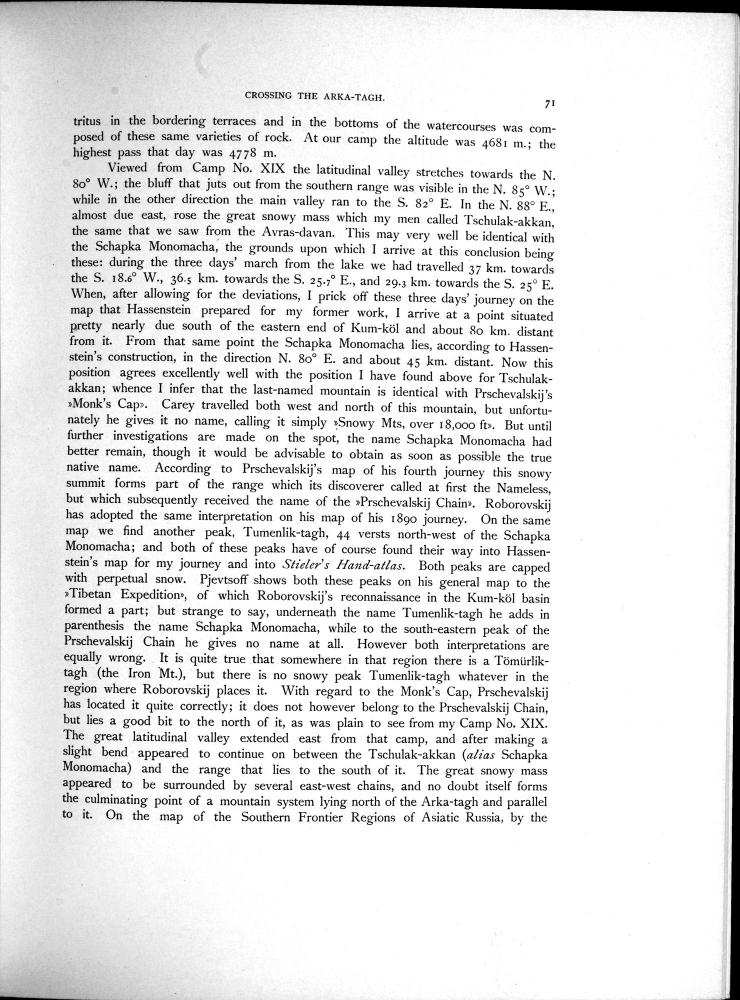 CROSSING THE ARKA-TAGH.
71
tritus in the bordering terraces and in the bottoms of the watercourses was com-
posed of these same varieties of rock. At our camp the altitude was 4681 m.; the
highest pass that day was 4778 m.
Viewed from Camp No. XIX the latitudinal valley stretches towards the N.
80° W.; the bluff that juts out from the southern range was visible in the N. 85° W.;
while in the other direction the main valley ran to the S. 82° E. In the N. 88° E.,
almost due east, rose the great snowy mass which my men called Tschulak-akkan,
the same that we saw from the Avras-davan. This may very well be identical with
the Schapka Monomacha, the grounds upon which I arrive at this conclusion being
these: during the three days' march from the lake we had travelled 37 km. towards
the S. 18.6° W., 36.5 km. towards the S. 25.7° E., and 29.3 km. towards the S. 25° E.
When, after allowing for the deviations, I prick off these three days' journey on the
map that Hassenstein prepared for my former work, I arrive at a point situated
pretty nearly due south of the eastern end of Kum-köl and about 80 km. distant
from it. From that same point the Schapka Monomacha lies, according to Hassen-
stein's construction, in the direction N. 80° E. and about 45 km. distant. Now this
position agrees excellently well with the position I have found above for Tschulak-
akkan; whence I infer that the last-named mountain is identical with Prschevalskij's
»Monk's Cap». Carey travelled both west and north of this mountain, but unfortu-
nately he gives it no name, calling it simply »Snowy Mts, over 18,000 ft». But until
further investigations are made on the spot, the name Schapka Monomacha had
better remain, though it would be advisable to obtain as soon as possible the true
native name. According to Prschevalskij's map of his fourth journey this snowy
summit forms part of the range which its discoverer called at first the Nameless,
but which subsequently received the name of the »Prschevalskij Chain». Roborovskij
has adopted the same interpretation on his map of his 1890 journey. On the same
map we find another peak, Tumenlik-tagh, 44 versts north-west of the Schapka
Monomacha; and both of these peaks have of course found their way into Hassen-
stein's map for my journey and into Stieler's Hand-atlas. Both peaks are capped
with perpetual snow. Pjevtsoff shows both these peaks on his general map to the
»Tibetan Expedition», of which Roborovskij's reconnaissance in the Kum-köl basin
formed a part; but strange to say, underneath the name Tumenlik-tagh he adds in
parenthesis the name Schapka Monomacha, while to the south-eastern peak of the
Prschevalskij Chain he gives no name at all. However both interpretations are
equally wrong. It is quite true that somewhere in that region there is a Tömürlik-
tagh (the Iron Mt.), but there is no snowy peak Tumenlik-tagh whatever in the
region where Roborovskij places it. With regard to the Monk's Cap, Prschevalskij
has located it quite correctly; it does not however belong to the Prschevalskij Chain,
but lies a good bit to the north of it, as was plain to see from my Camp No. XIX.
The great latitudinal valley extended east from that camp, and after making a
slight bend appeared to continue on between the Tschulak-akkan (alias Schapka
Monomacha) and the range that lies to the south of it. The great snowy mass
appeared to be surrounded by several east-west chains, and no doubt itself forms
the culminating point of a mountain system lying north of the Arka-tagh and parallel
to it. On the map of the Southern Frontier Regions of Asiatic Russia, by the